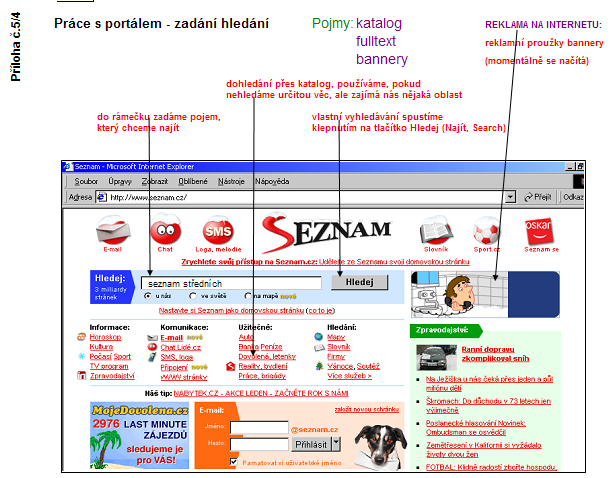 Příloha č.5/4
Práce s portálem - zadání hledání
Pojmy: katalog
fulltext
bannery
REKLAMA NA INTERNETU:
reklamní proužky bannery
(momentálně se načítá)
dohledání přes katalog, používáme, pokud
nehledáme určitou věc, ale zajímá nás nějaká oblast
do rámečku zadáme pojem,
který chceme najít
vlastní vyhledávání spustíme
klepnutím na tlačítko Hledej (Najít, Search)
Seznam - Microsoft Internet Explorer
Soubor Úpravy Zobrazit Oblíbené Nástroje Nápověda
Adresa http://www.seznam.cz/ Přejít Odkaz
SMS
SEZNAM
oskar
E-mail Chat Loga, melodie Slovník Sport.cz Seznam se
Zrychlete svůj přístup na Seznam.cz: Udělejte ze Seznamu svoji domovskou stránku
Hledej:
3 miliardy
stránek
seznam středních
Hledej
u nás ve světě na mapě nové
Nastavte si Seznam jako domovskou stránku (co to je)
Informace:
Horoskop
Kultura
Počasí Sport
TV program
Zpravodajství
Komunikace:
E-mail nové
Chat Lidé.cz
SMS, loga
Připojení nové
WWW stránky
Užitečné:
Auto
Banka Peníze
Dovolená, letenky
Reality, bydlení
Práce, brigády
Hledání:
Mapy
Slovník
Firmy
Vánoce, Soutěž
Více služeb >
Náš tip: NABYTEK.CZ - AKCE LEDEN - ZAČNĚTE ROK S NÁMI
MojeDovolena.cz
2976 LAST MINUTE
ZÁJEZDŮ
sledujeme je
pro VÁS!
E-mail: založit novou schránku
Jméno: @seznam.cz
Heslo: Přihlásit
Pamatovat si uživatelské jméno
Zpravodajství:
Ranní dopravu
zkomplikoval sníh
Na Ježíška u nás čeká přes jeden a půl
miliónu dětí
Škromach: Do důchodu v 73 letech jen
výjimečně
Poslanecké hlasování Novinek:
Ombudsman se osvědčil
Zemětřesení v Kalifornii si vyžádalo
životy dvou žen
FOTBAL: Klidně radostí zbořte hospodu,